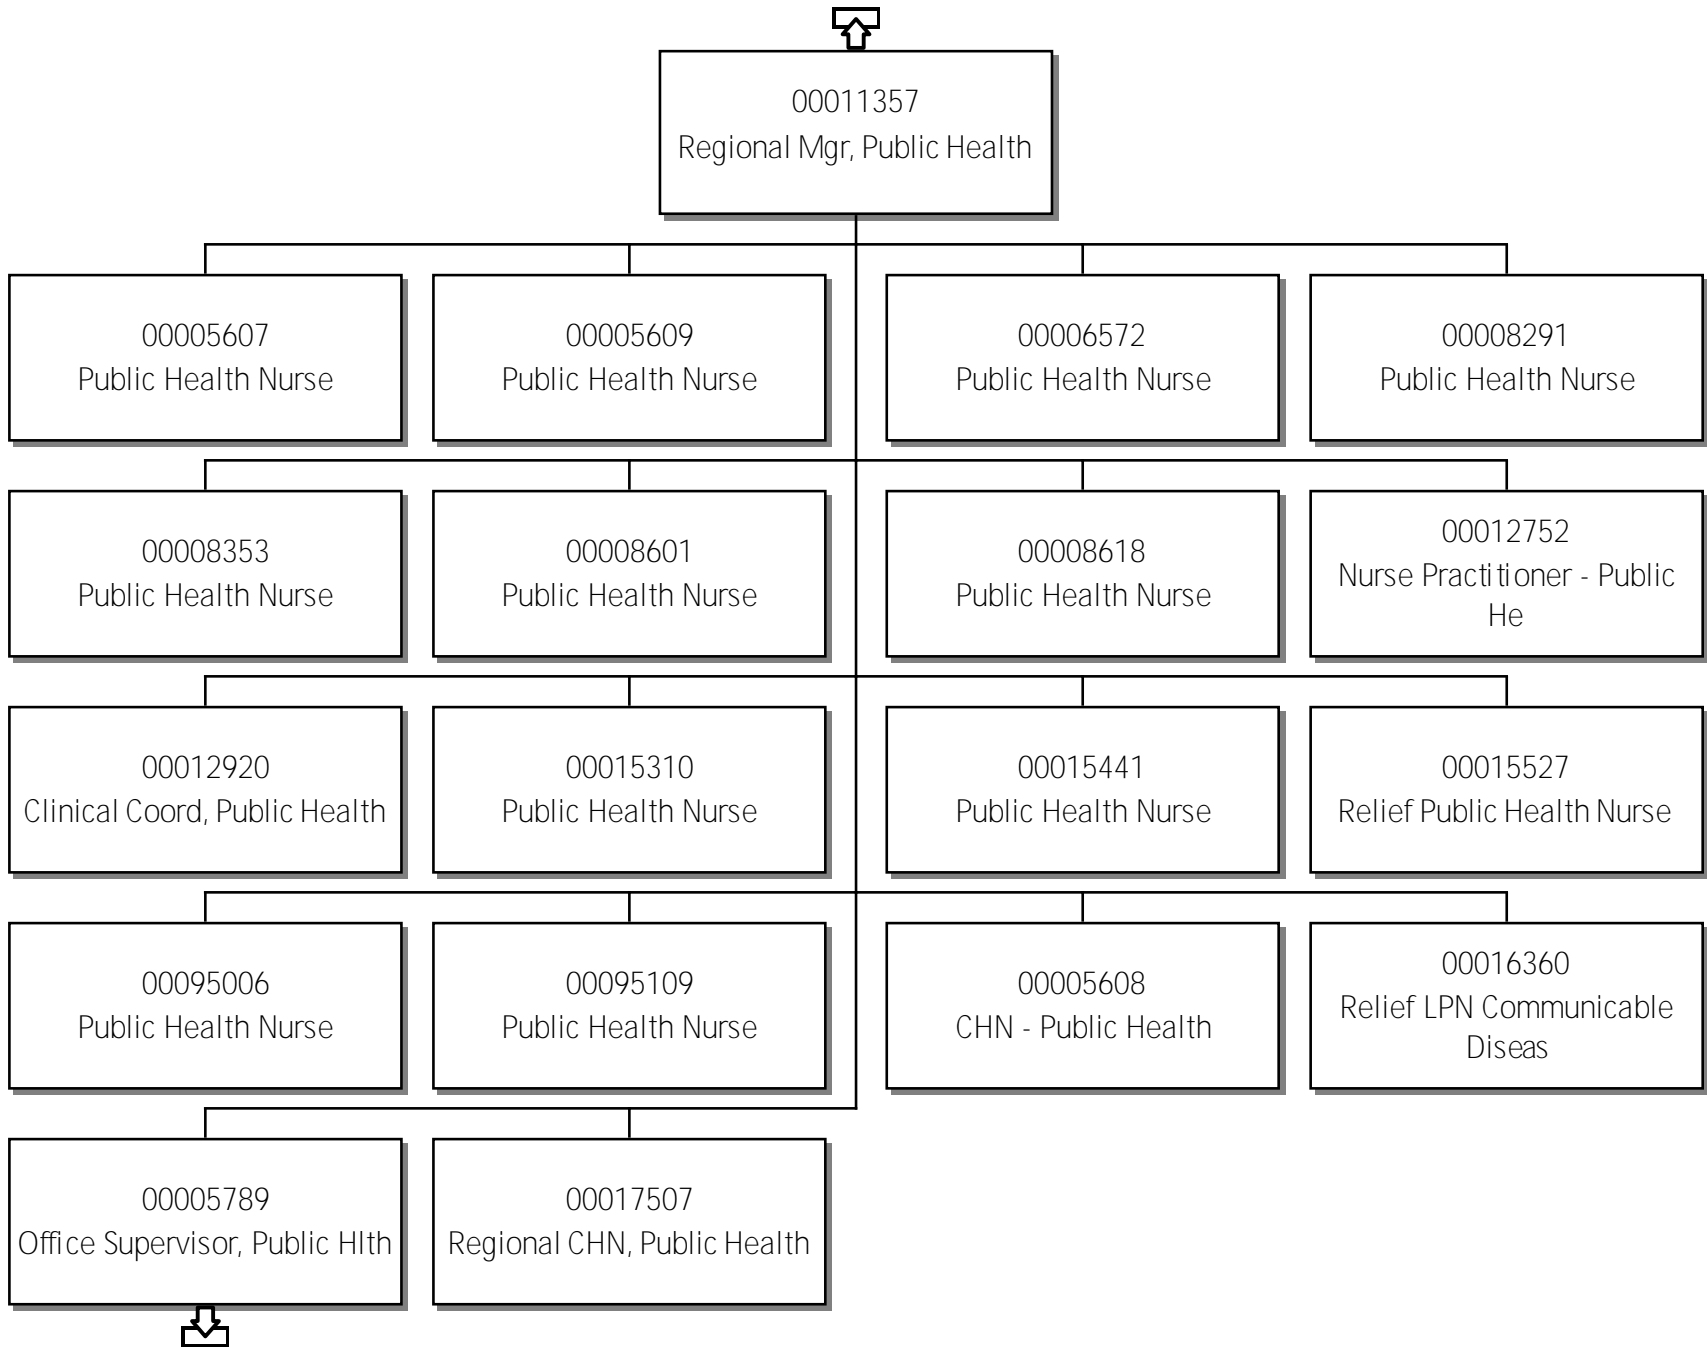 00011357
Regional Mgr, Public Health
00005607
Public Health Nurse
00005609
Public Health Nurse
00006572
Public Health Nurse
00008291
Public Health Nurse
00008353
Public Health Nurse
00008601
Public Health Nurse
00008618
Public Health Nurse
00012752
Nurse Practitioner - Public
He
00012920
Clinical Coord, Public Health
00015310
Public Health Nurse
00015441
Public Health Nurse
00015527
Relief Public Health Nurse
00095006
Public Health Nurse
00095109
Public Health Nurse
00005608
CHN - Public Health
00016360
Relief LPN Communicable
Diseas
00005789
Office Supervisor, Public Hlth
00017507
Regional CHN, Public Health